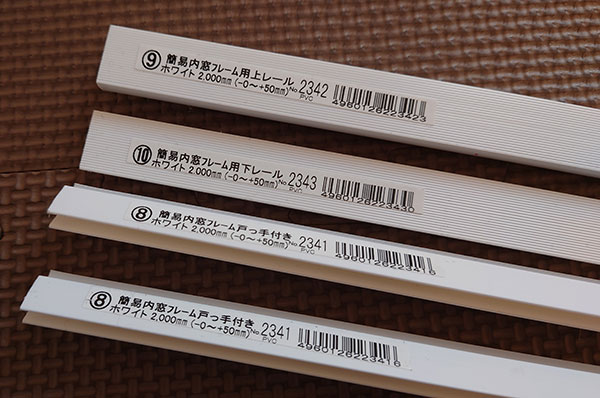 ⑨ 簡易内窓フレーム用上レール
ホワイト 2,000mm (-0〜+50mm) No.2342
PVC
4980126223423
⑩ 簡易内窓フレーム用下レール
ホワイト 2,000mm (-0〜+50mm) No.2343
PVC
4980126223430
⑧ 簡易内窓フレーム戸っ手付き
ホワイト 2,000mm (-0〜+50mm) No.2341
PVC
4980126223416
⑧ 簡易内窓フレーム戸っ手付き
ホワイト 2,000mm (-0〜+50mm) No.2341
PVC
4980126223416